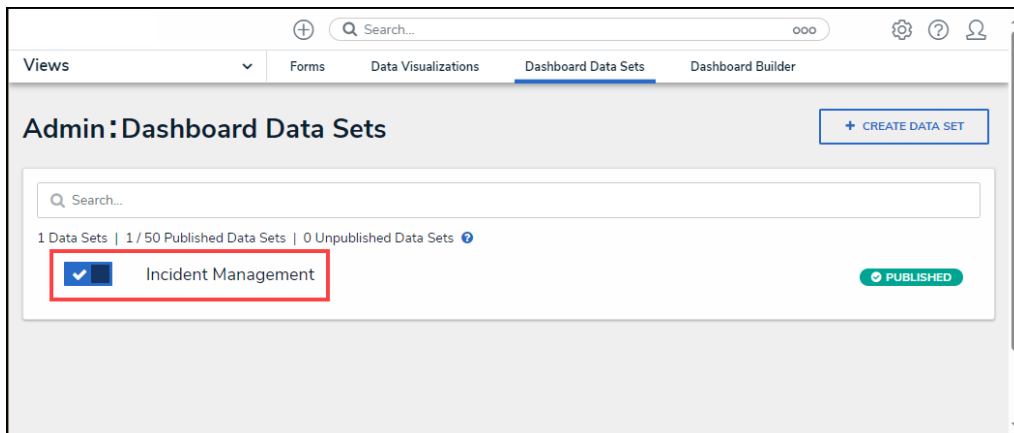 Search... ooo
Views Forms Data Visualizations Dashboard Data Sets Dashboard Builder
Admin:Dashboard Data Sets + CREATE DATA SET
Search...
1 Data Sets | 1 / 50 Published Data Sets | 0 Unpublished Data Sets ?
Incident Management PUBLISHED